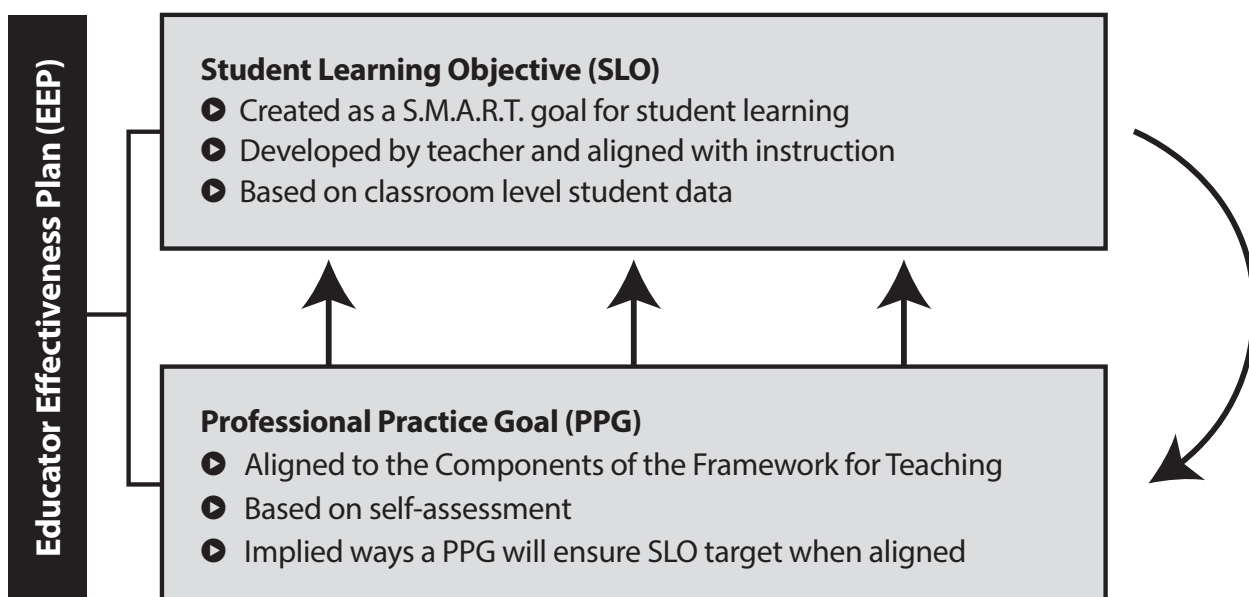 Educator Effectiveness Plan (EEP)
Student Learning Objective (SLO)
Created as a S.M.A.R.T. goal for student learning
Developed by teacher and aligned with instruction
Based on classroom level student data
Professional Practice Goal (PPG)
Aligned to the Components of the Framework for Teaching
Based on self-assessment
Implied ways a PPG will ensure SLO target when aligned